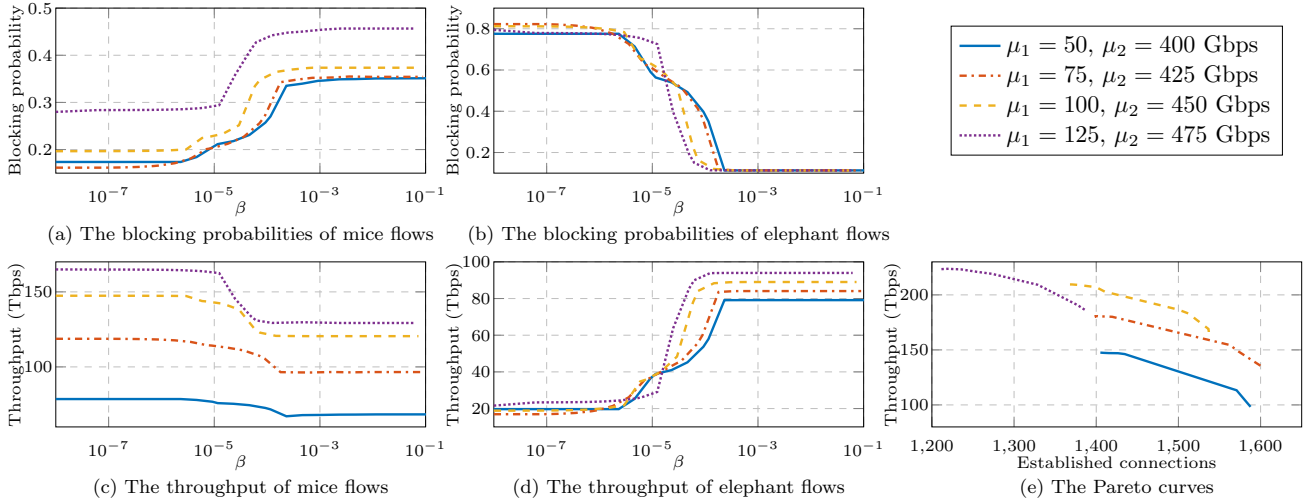 0.5
0.4
0.3
0.2
Blocking probability
10⁻⁷
10⁻⁵
10⁻³
10⁻¹
β
(a) The blocking probabilities of mice flows
0.8
0.6
0.4
0.2
Blocking probability
10⁻⁷
10⁻⁵
10⁻³
10⁻¹
β
(b) The blocking probabilities of elephant flows
μ₁ = 50, μ₂ = 400 Gbps
μ₁ = 75, μ₂ = 425 Gbps
μ₁ = 100, μ₂ = 450 Gbps
μ₁ = 125, μ₂ = 475 Gbps
150
100
Throughput (Tbps)
10⁻⁷
10⁻⁵
10⁻³
10⁻¹
β
(c) The throughput of mice flows
100
80
60
40
20
Throughput (Tbps)
10⁻⁷
10⁻⁵
10⁻³
10⁻¹
β
(d) The throughput of elephant flows
200
150
100
Throughput (Tbps)
1,200
1,300
1,400
1,500
1,600
Established connections
(e) The Pareto curves